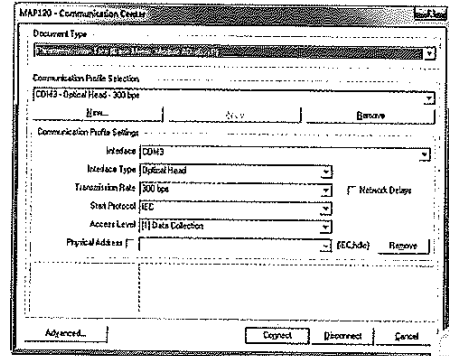 MAP120 - Communication Center
Document Type
Communication Profile Selection
COM3 - Optical Head - 300 bps
New...
Remove
Communication Profile Settings
Interface COM3
Interface Type Optical Head
Transmission Rate 300 bps
Network Delays
Start Protocol IEC
Access Level [1] Data Collection
Physical Address
(IEC,hdlc)
Remove
Advanced...
Connect
Disconnect
Cancel